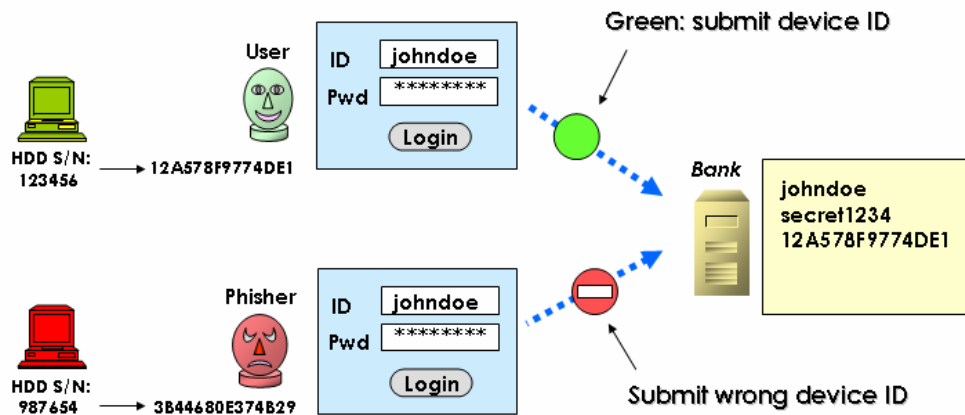 Green: submit device ID
User
ID johndoe
Pwd ********
Login
HDD S/N:
123456
12A578F9774DE1
Bank
johndoe
secret1234
12A578F9774DE1
Phisher
ID johndoe
Pwd ********
Login
HDD S/N:
987654
3B44680E374B29
Submit wrong device ID